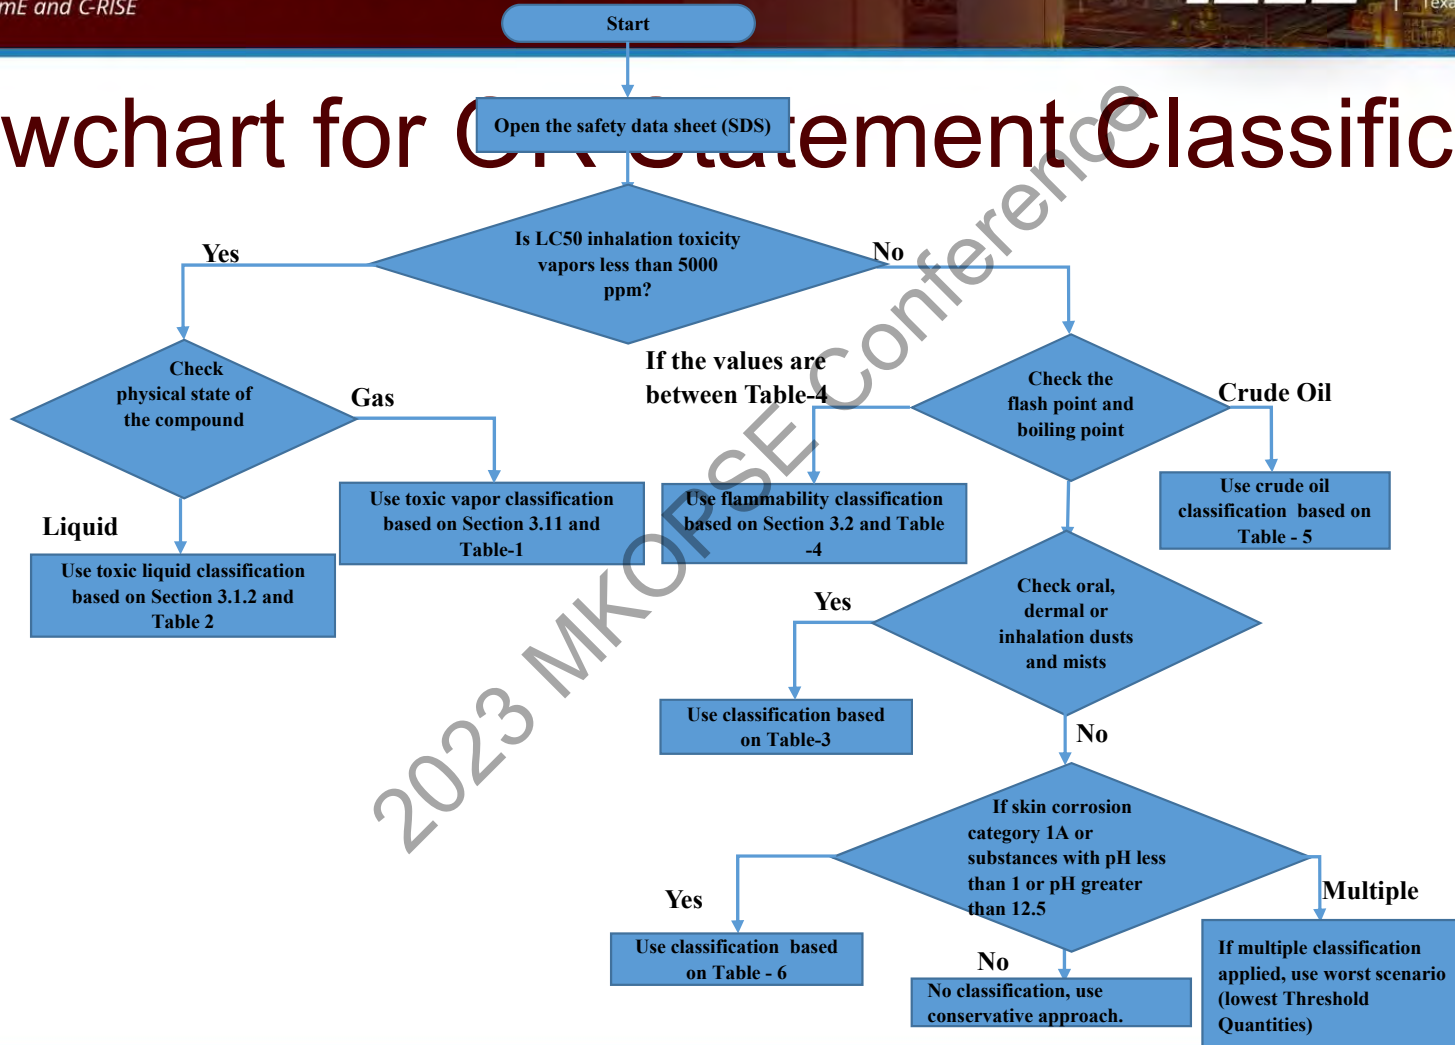 mE and C-RISE
Texa
Start
wchart for
tement Classific
Open the safety data sheet (SDS)
Is LC50 inhalation toxicity
vapors less than 5000
ppm?
Yes
No
Check
physical state of
the compound
Gas
Liquid
Use toxic vapor classification
based on Section 3.11 and
Table-1
Use toxic liquid classification
based on Section 3.1.2 and
Table 2
If the values are
between Table-4
Check the
flash point and
boiling point
Crude Oil
Use flammability classification
based on Section 3.2 and Table
-4
Use crude oil
classification based on
Table - 5
Check oral,
dermal or
inhalation dusts
and mists
Yes
Use classification based
on Table-3
No
If skin corrosion
category 1A or
substances with pH less
than 1 or pH greater
than 12.5
Yes
Use classification based
on Table - 6
No
No classification, use
conservative approach.
Multiple
If multiple classification
applied, use worst scenario
(lowest Threshold
Quantities)
2023 MKOPSE Conference